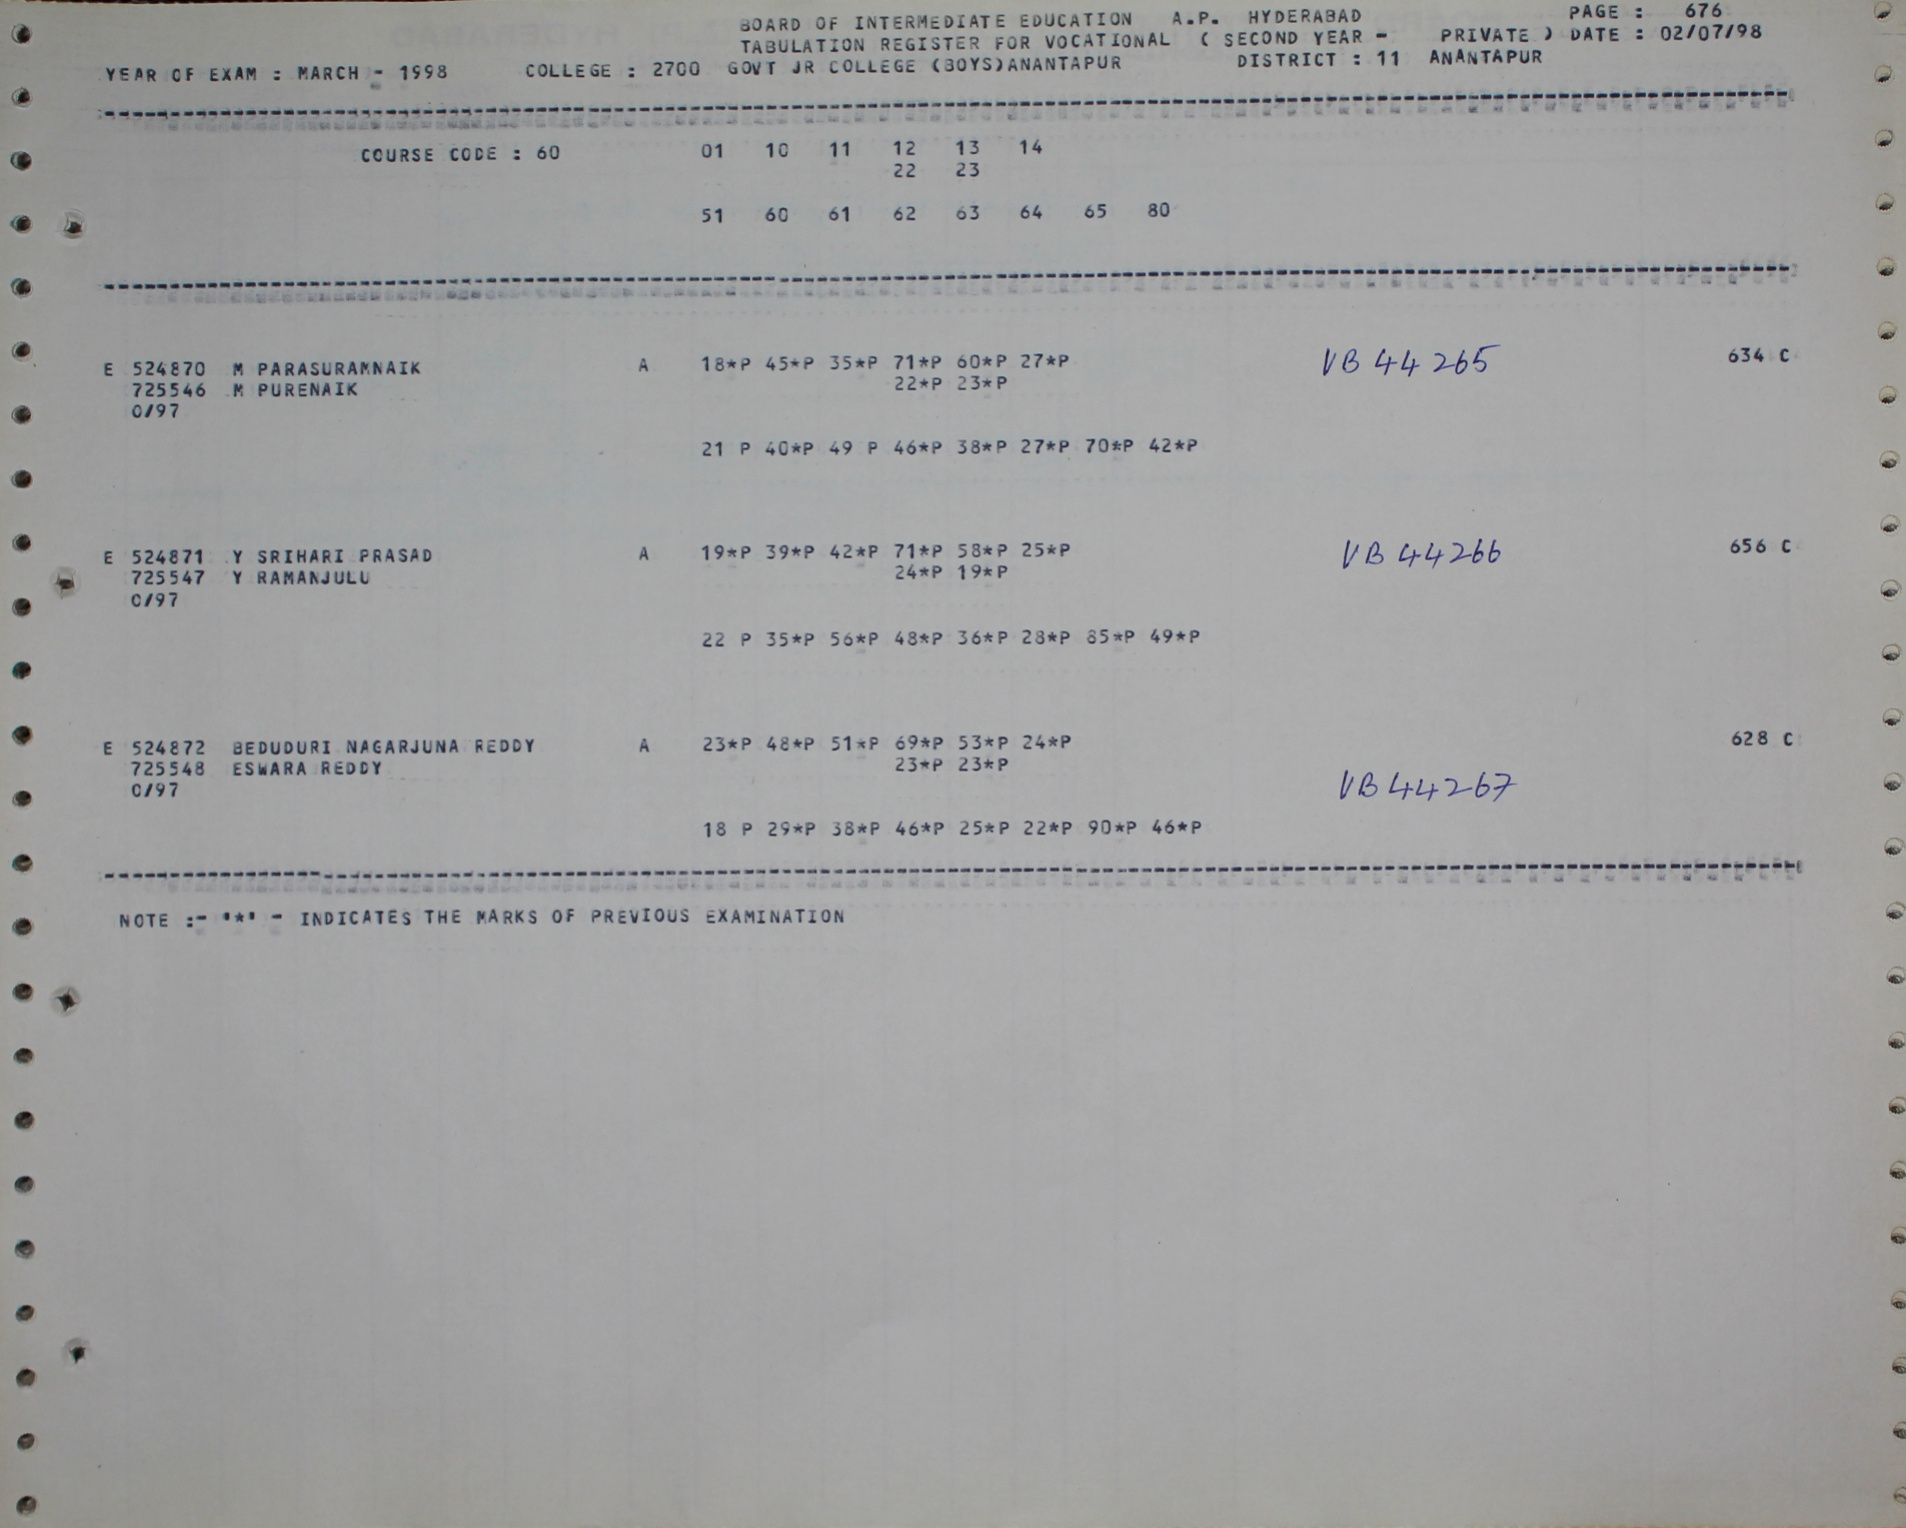 BOARD OF INTERMEDIATE EDUCATION A.P. HYDERABAD PAGE : 676
TABULATION REGISTER FOR VOCATIONAL ( SECOND YEAR - PRIVATE ) DATE : 02/07/98
YEAR OF EXAM : MARCH - 1998 COLLEGE : 2700 GOVT JR COLLEGE (BOYS)ANANTAPUR DISTRICT : 11 ANANTAPUR
COURSE CODE : 60 01 10 11 12 13 14
22 23
51 60 61 62 63 64 65 80
E 524870 M PARASURAMNAIK A 18*P 45*P 35*P 71*P 60*P 27*P VB 44265 634 C
725546 M PURENAIK 22*P 23*P
0/97
21 P 40*P 49 P 46*P 38*P 27*P 70*P 42*P
E 524871 Y SRIHARI PRASAD A 19*P 39*P 42*P 71*P 58*P 25*P VB 44266 656 C
725547 Y RAMANJULU 24*P 19*P
0/97
22 P 35*P 56*P 48*P 36*P 28*P 85*P 49*P
E 524872 BEDUDURI NAGARJUNA REDDY A 23*P 48*P 51*P 69*P 53*P 24*P 628 C
725548 ESWARA REDDY 23*P 23*P
0/97 VB 44267
18 P 29*P 38*P 46*P 25*P 22*P 90*P 46*P
NOTE :- '*' - INDICATES THE MARKS OF PREVIOUS EXAMINATION